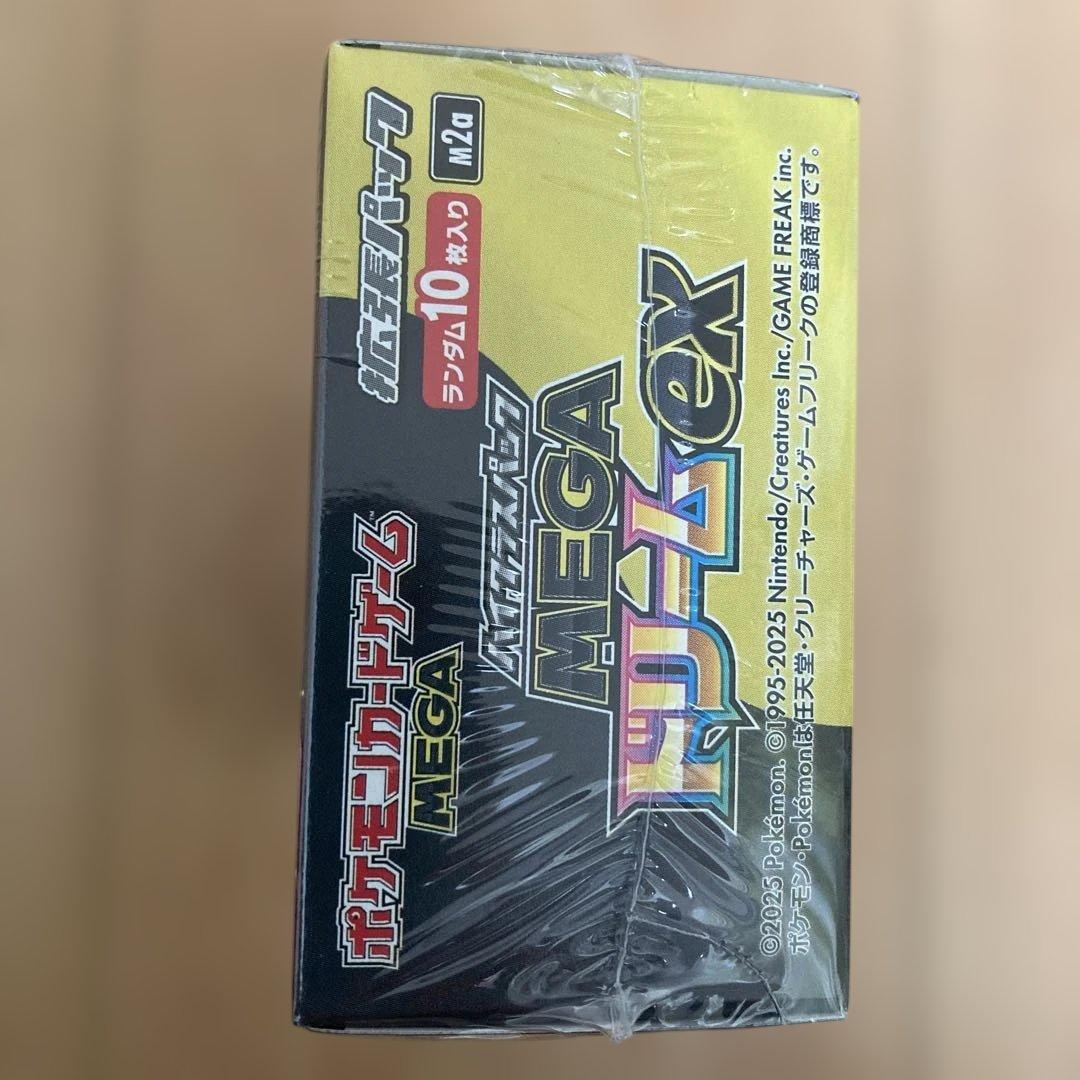 ポケモンカードゲーム™
MEGA
拡張パック
ランダム10枚入り
M2a
ハイクラスパック
MEGA
ドリームex
©2025 Pokémon. ©1995-2025 Nintendo/Creatures Inc./GAME FREAK inc.
ポケモン・Pokémonは任天堂・クリーチャーズ・ゲームフリークの登録商標です。